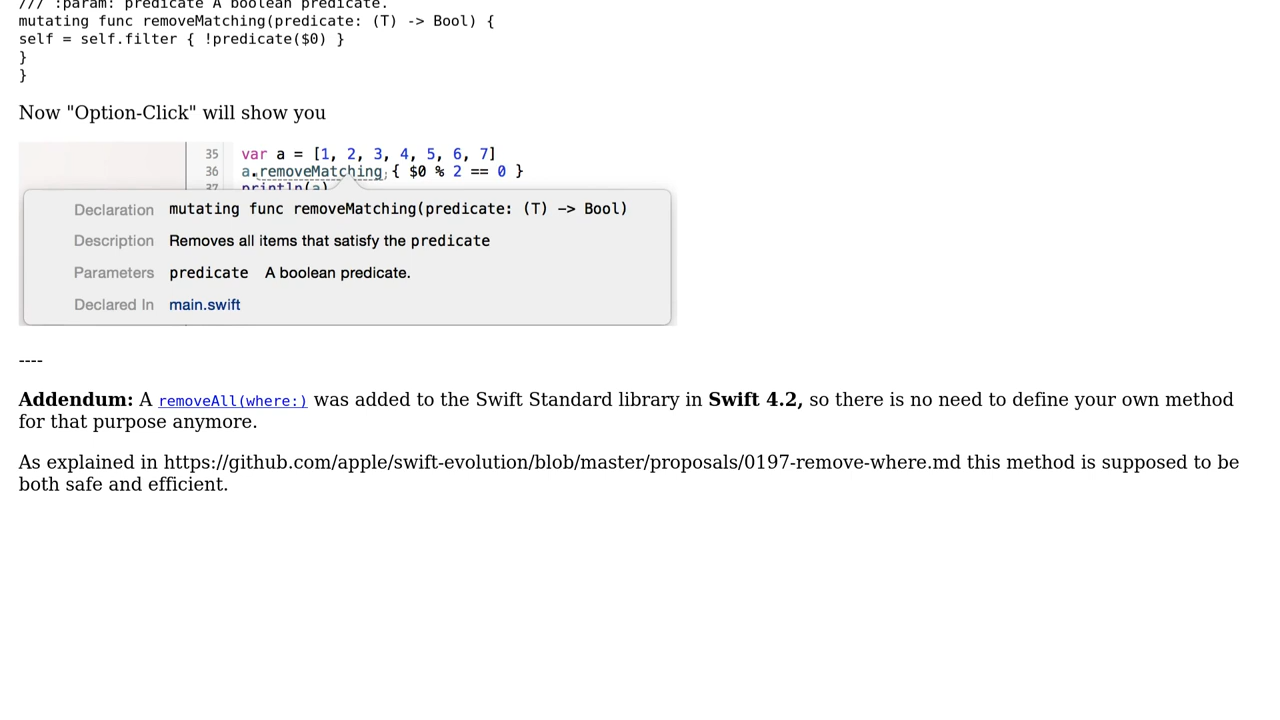 /// :param: predicate A boolean predicate.
mutating func removeMatching(predicate: (T) -> Bool) {
self = self.filter { !predicate($0) }
}
}
Now "Option-Click" will show you
35 var a = [1, 2, 3, 4, 5, 6, 7]
36 a.removeMatching { $0 % 2 == 0 }
37 println(a)
Declaration mutating func removeMatching(predicate: (T) -> Bool)
Description Removes all items that satisfy the predicate
Parameters predicate A boolean predicate.
Declared In main.swift
----
Addendum: A removeAll(where:) was added to the Swift Standard library in Swift 4.2, so there is no need to define your own method
for that purpose anymore.
As explained in https://github.com/apple/swift-evolution/blob/master/proposals/0197-remove-where.md this method is supposed to be
both safe and efficient.